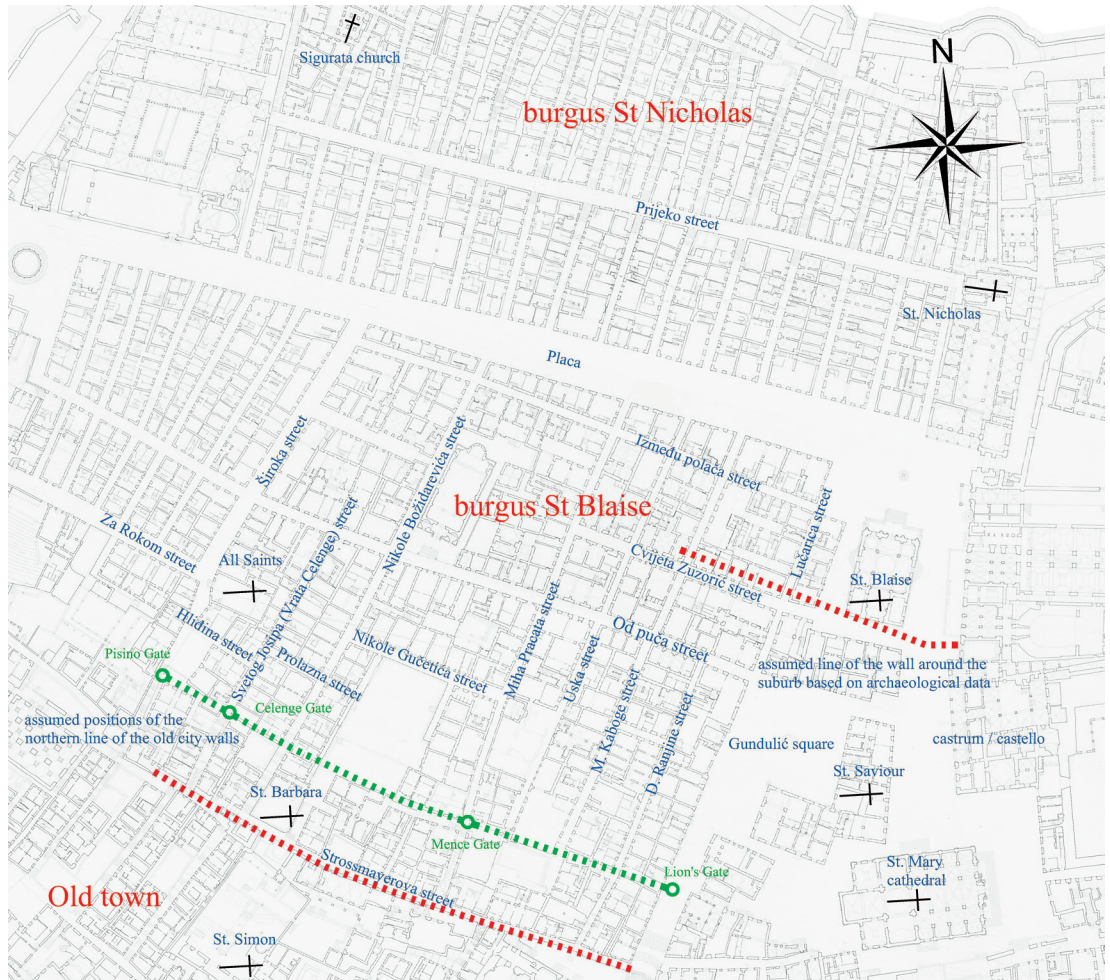 Sigurata church
N
burgus St Nicholas
Prijeko street
St. Nicholas
Placa
Široka street
Nikole Božidarevića street
Između polača street
burgus St Blaise
Lučarica street
Za Rokom street
All Saints
Svetog Josipa (Vrata Celenge) street
Cvijeta Zuzorić street
St. Blaise
Hliđina street
Prolazna street
Nikole Gučetića street
Miha Pracata street
Uska street
Od puča street
M. Kaboge street
D. Ranjine street
Pisino Gate
assumed line of the wall around the
suburb based on archaeological data
Celenge Gate
assumed positions of the
northern line of the old city walls
Gundulić square
castrum / castello
St. Saviour
St. Barbara
Mence Gate
Strossmayerova street
Lion's Gate
St. Mary
cathedral
Old town
St. Simon